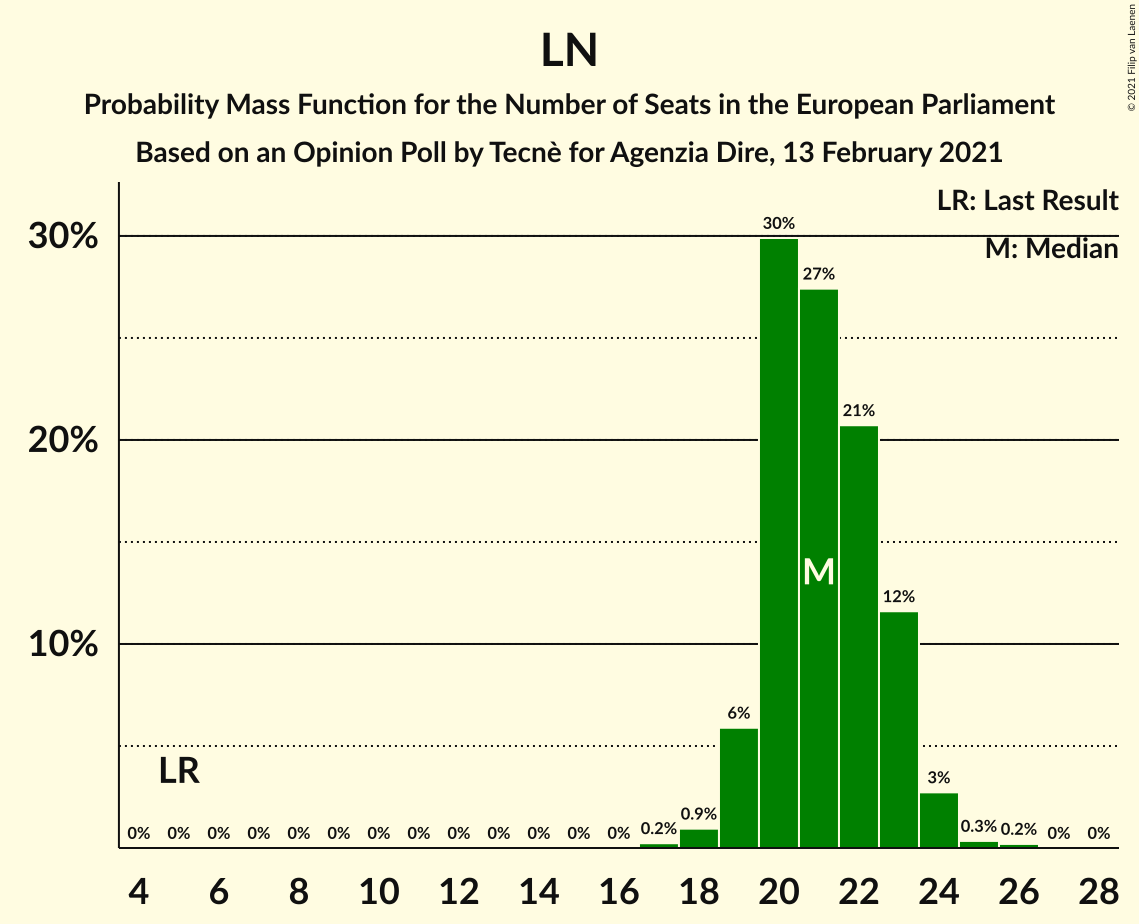 LN
Probability Mass Function for the Number of Seats in the European Parliament
Based on an Opinion Poll by Tecnè for Agenzia Dire, 13 February 2021
© 2021 Filip van Laenen
LR: Last Result
M: Median
30%
20%
10%
LR
M
0% 0% 0% 0% 0% 0% 0% 0% 0% 0% 0% 0% 0% 0.2% 0.9% 6% 30% 27% 21% 12% 3% 0.3% 0.2% 0% 0%
4 6 8 10 12 14 16 18 20 22 24 26 28